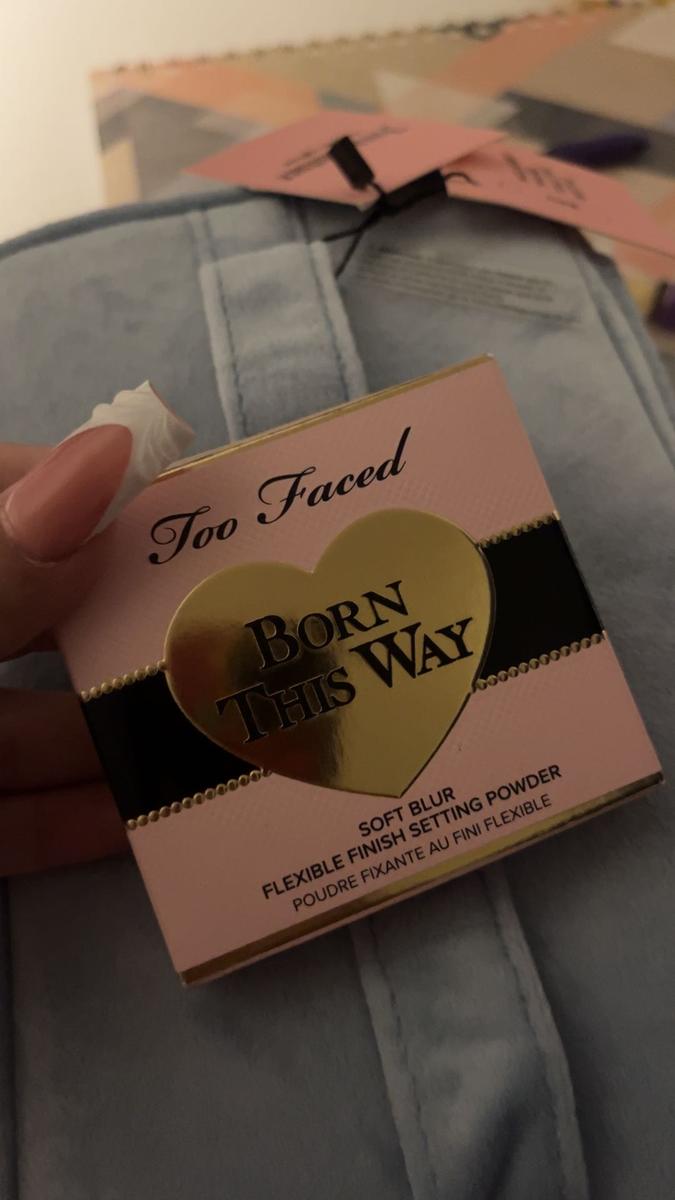 Too Faced
BORN
THIS WAY
SOFT BLUR
FLEXIBLE FINISH SETTING POWDER
POUDRE FIXANTE AU FINI FLEXIBLE